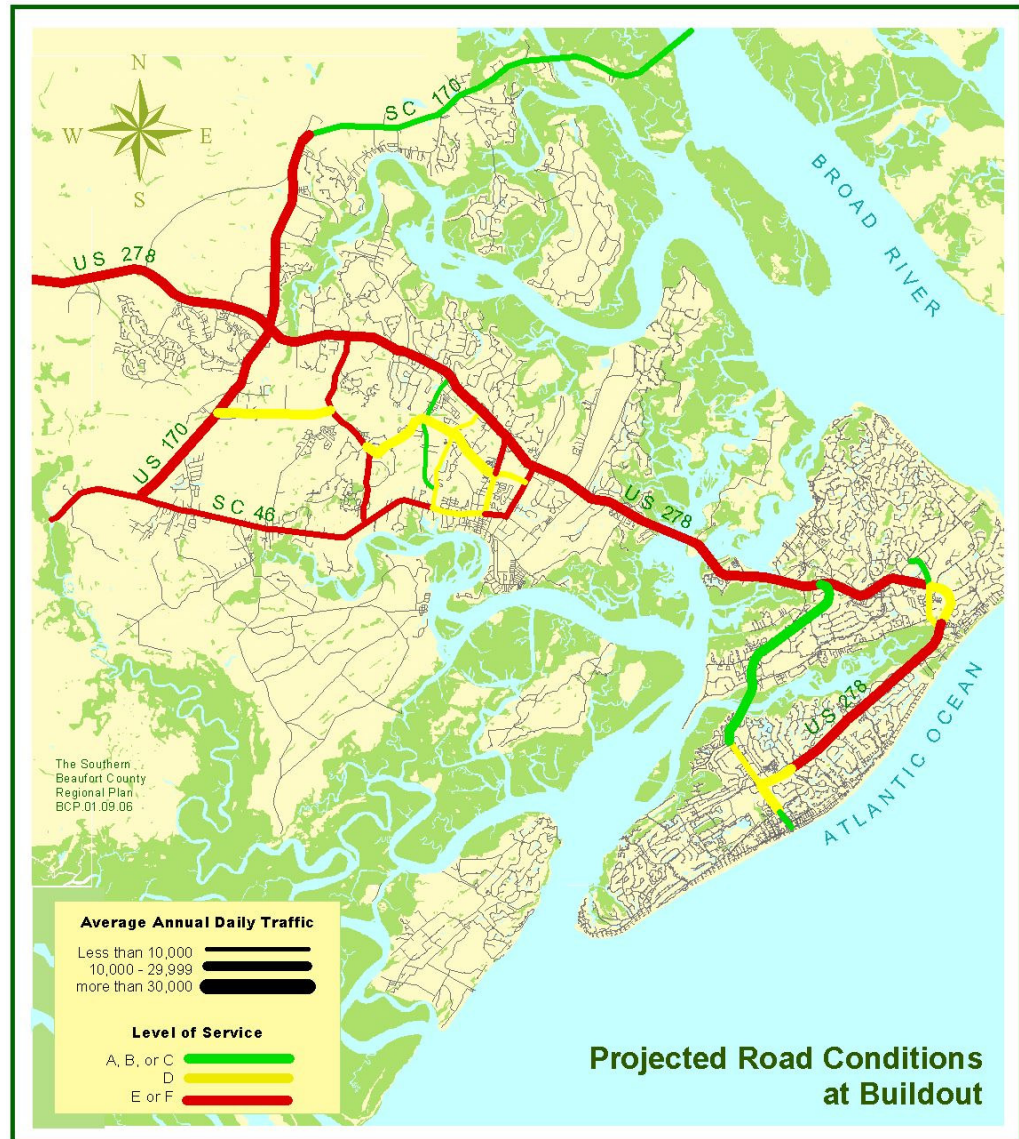 N
W
E
S
SC 170
BROAD RIVER
US 278
US 170
SC 46
US 278
US 278
ATLANTIC OCEAN
The Southern
Beaufort County
Regional Plan
BCP.01.09.06
Average Annual Daily Traffic
Less than 10,000
10,000 - 29,999
more than 30,000
Level of Service
A, B, or C
D
E or F
Projected Road Conditions
at Buildout